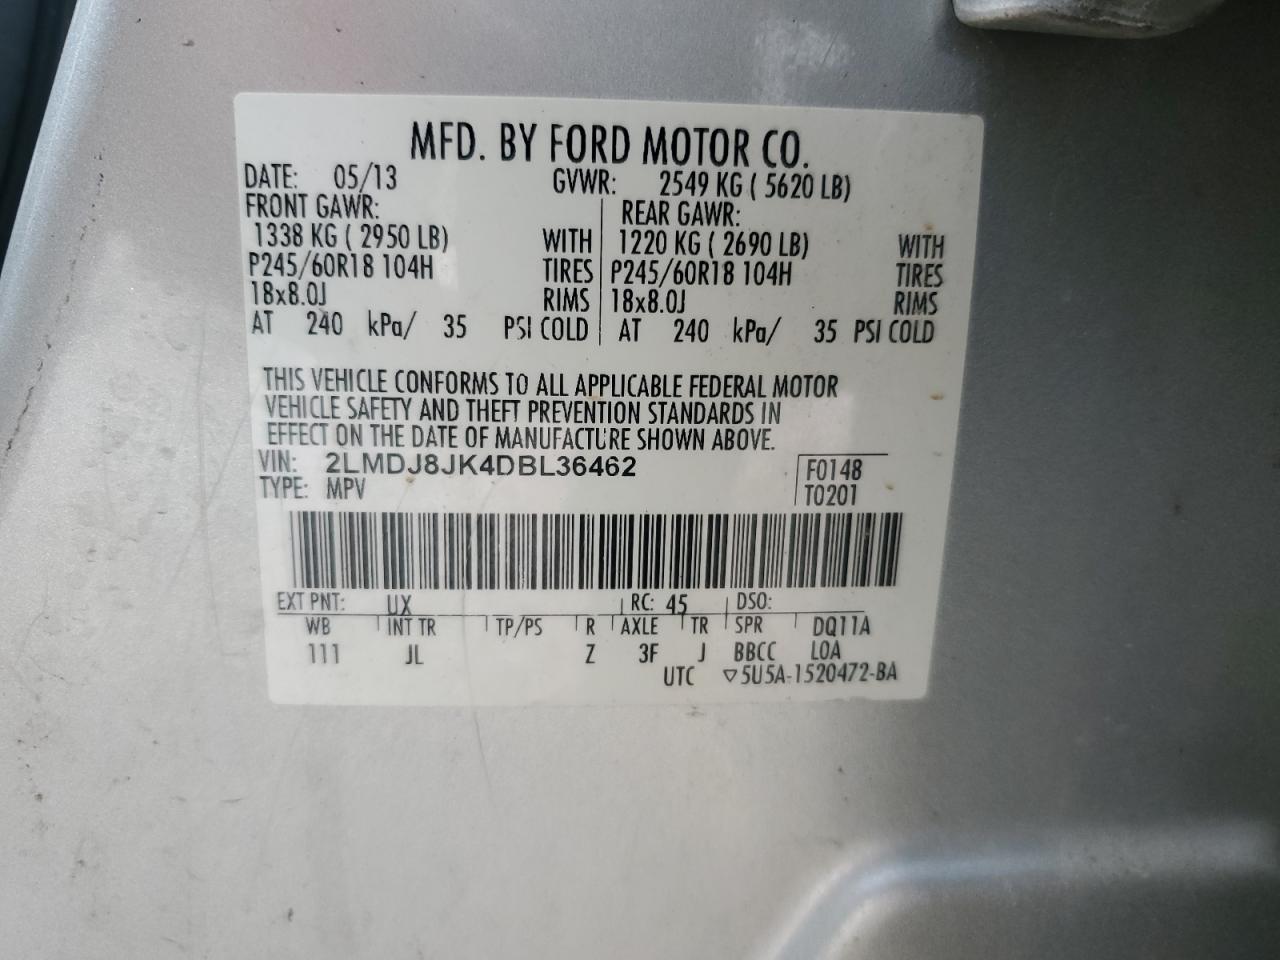 MFD. BY FORD MOTOR CO.
DATE: 05/13 GVWR: 2549 KG ( 5620 LB)
FRONT GAWR: REAR GAWR:
1338 KG ( 2950 LB) WITH 1220 KG ( 2690 LB) WITH
P245/60R18 104H TIRES P245/60R18 104H TIRES
18x8.0J RIMS 18x8.0J RIMS
AT 240 kPa/ 35 PSI COLD AT 240 kPa/ 35 PSI COLD
THIS VEHICLE CONFORMS TO ALL APPLICABLE FEDERAL MOTOR
VEHICLE SAFETY AND THEFT PREVENTION STANDARDS IN
EFFECT ON THE DATE OF MANUFACTURE SHOWN ABOVE.
VIN: 2LMDJ8JK4DBL36462 F0148
TYPE: MPV T0201
EXT PNT: UX RC: 45 DSO:
WB INT TR TP/PS R AXLE TR SPR DQ11A
111 JL Z 3F J BBCC LOA
UTC ▽5U5A-1520472-BA